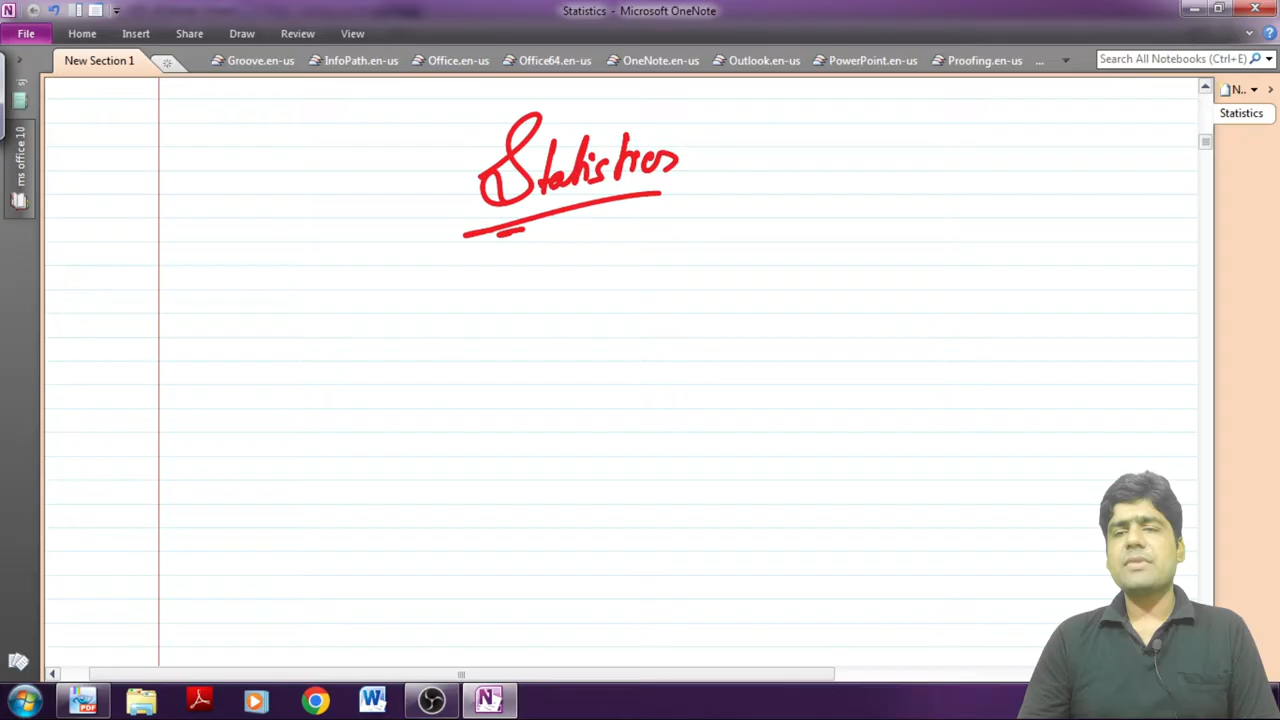 Statistics - Microsoft OneNote
File Home Insert Share Draw Review View
New Section 1 Groove.en-us InfoPath.en-us Office.en-us Office64.en-us OneNote.en-us Outlook.en-us PowerPoint.en-us Proofing.en-us ... Search All Notebooks (Ctrl+E)
N..
Statistics
sj
ms office 10
Statistics